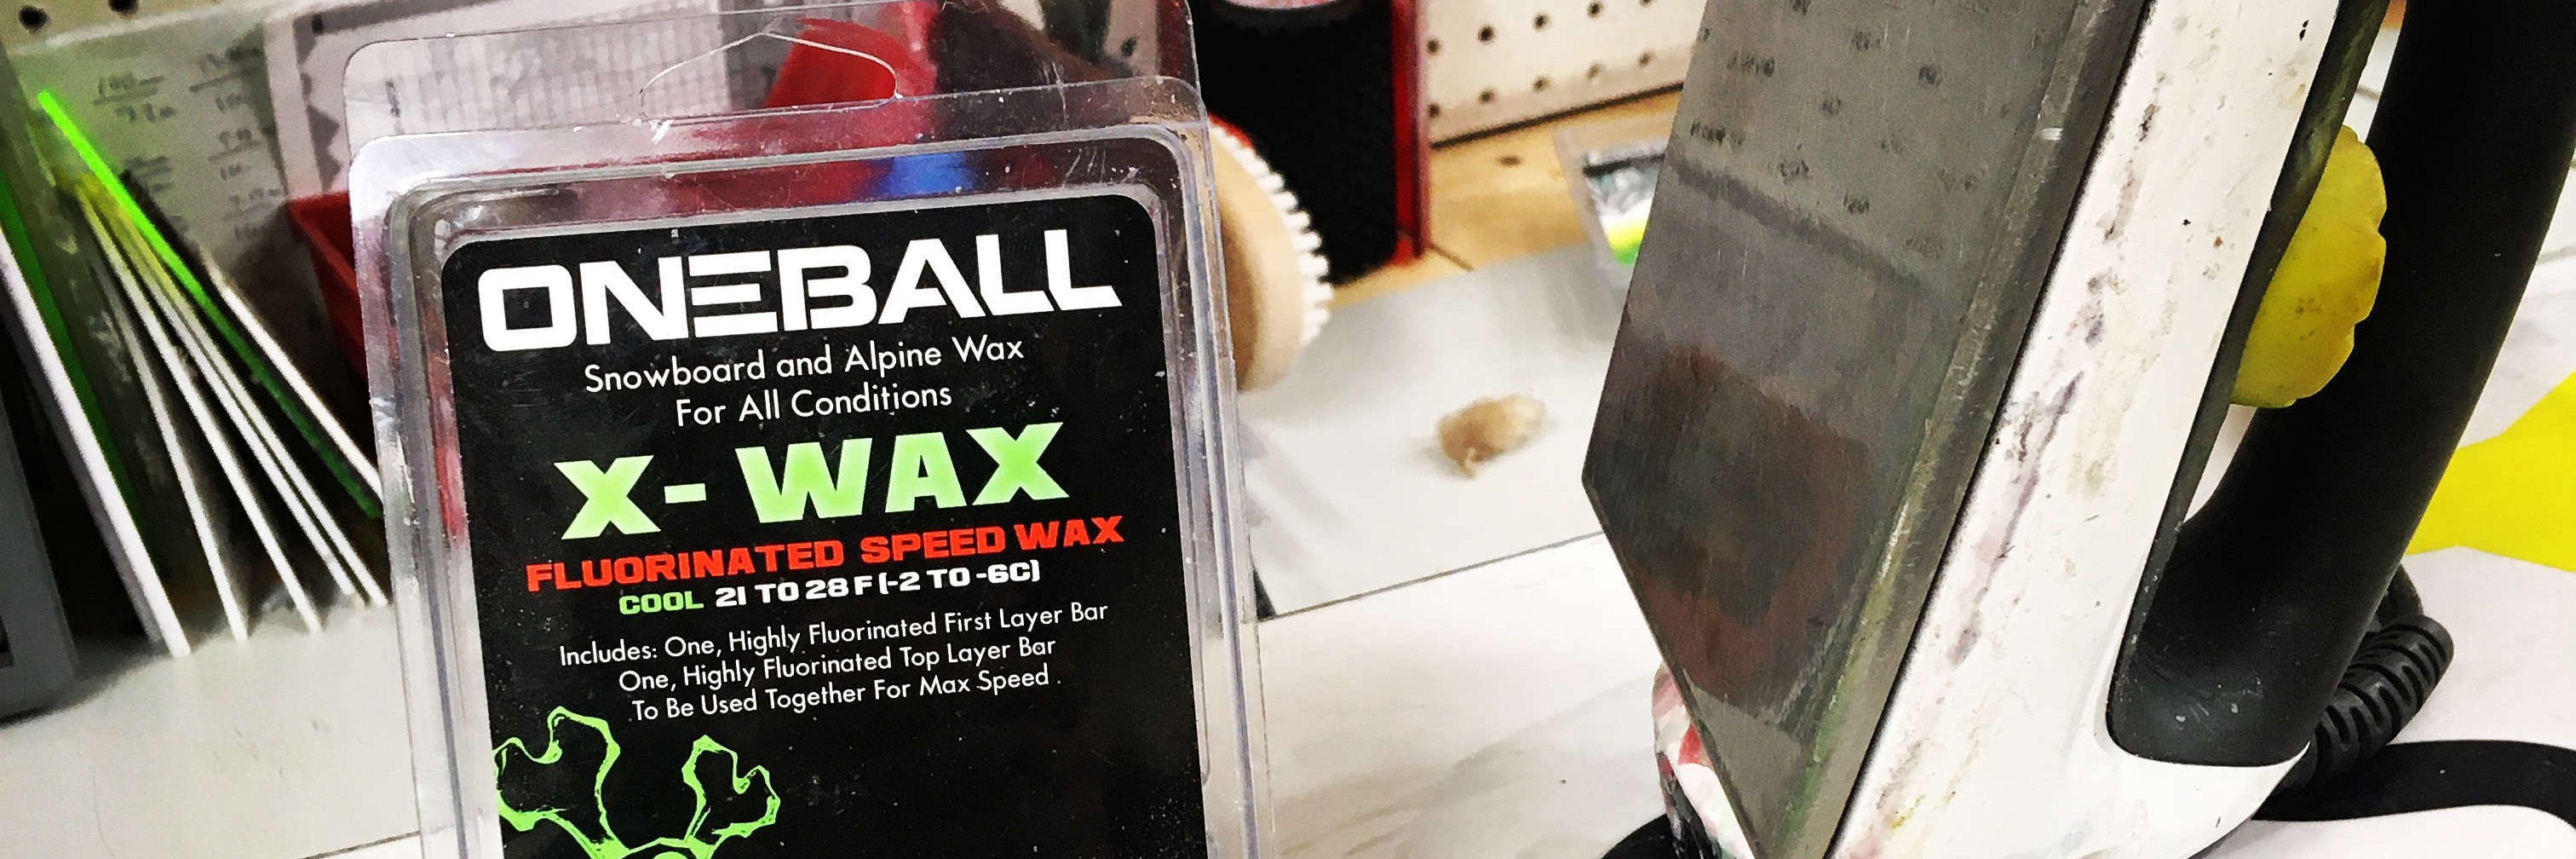 ONEBALL
Snowboard and Alpine Wax
For All Conditions
X-WAX
FLUORINATED SPEED WAX
COOL 21 TO 28 F (-2 TO -6C)
Includes: One, Highly Fluorinated First Layer Bar
One, Highly Fluorinated Top Layer Bar
To Be Used Together For Max Speed .